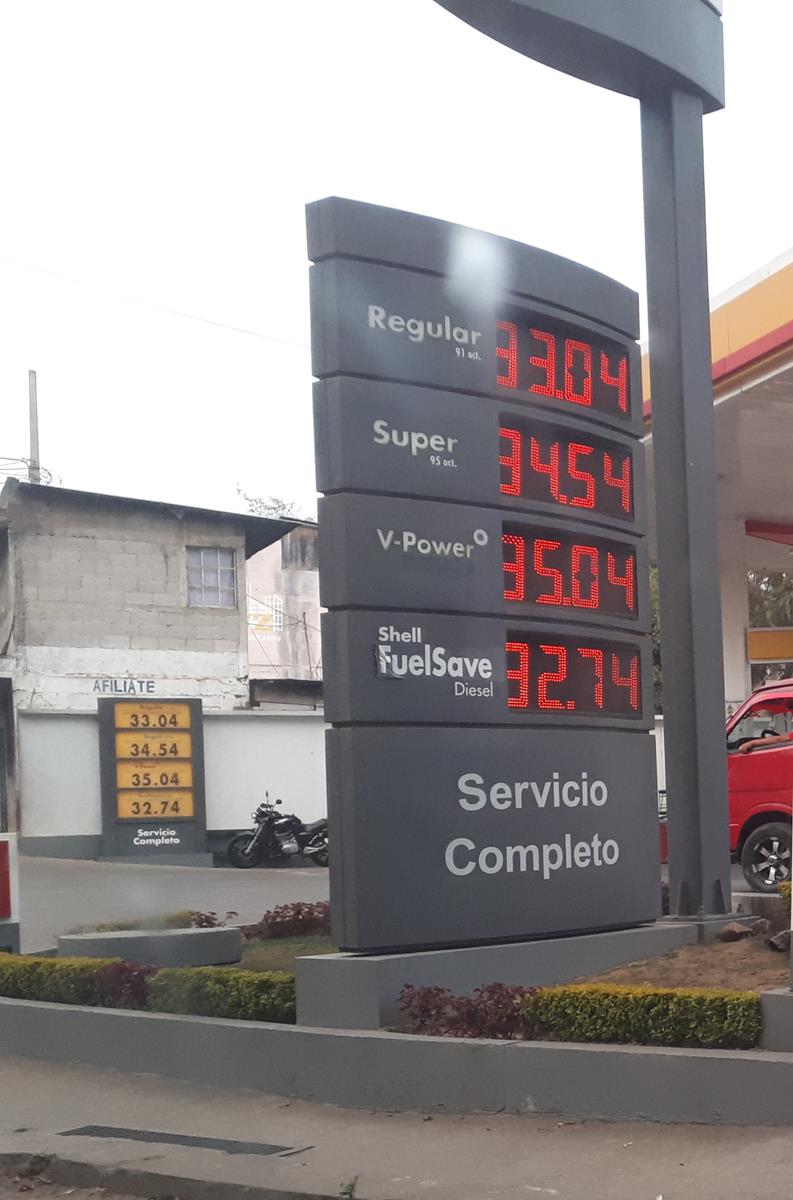 Regular 33.04
91 oct.
Super 34.54
95 oct.
V-Power 35.04
Shell
FuelSave 32.74
Diesel
Servicio
Completo
AFILIATE
33.04
34.54
35.04
32.74
Servicio
Completo